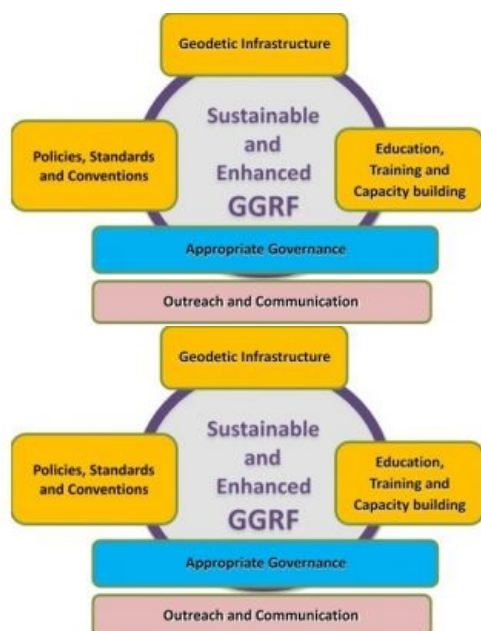 Geodetic Infrastructure
Sustainable
and
Enhanced
GGRF
Policies, Standards
and Conventions
Education,
Training and
Capacity building
Appropriate Governance
Outreach and Communication
Geodetic Infrastructure
Sustainable
and
Enhanced
GGRF
Policies, Standards
and Conventions
Education,
Training and
Capacity building
Appropriate Governance
Outreach and Communication